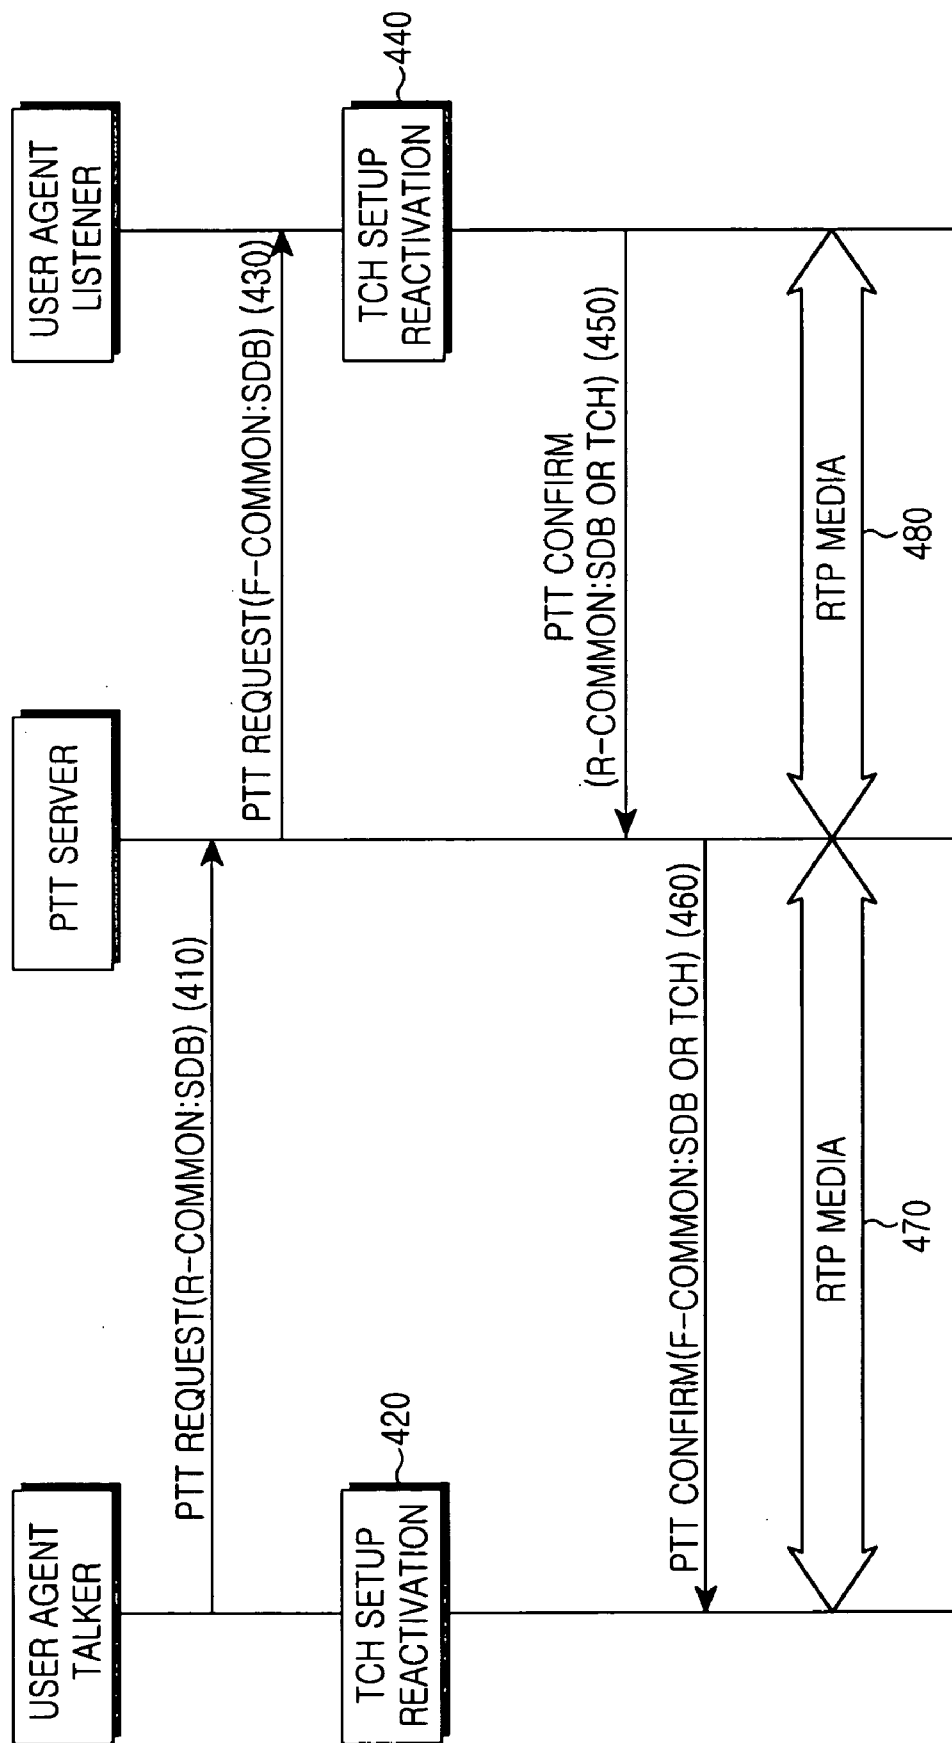 USER AGENT
TALKER
PTT SERVER
USER AGENT
LISTENER
PTT REQUEST(R-COMMON:SDB) (410)
PTT REQUEST(F-COMMON:SDB) (430)
TCH SETUP
REACTIVATION
420
TCH SETUP
REACTIVATION
440
PTT CONFIRM
(R-COMMON:SDB OR TCH) (450)
PTT CONFIRM(F-COMMON:SDB OR TCH) (460)
RTP MEDIA
470
RTP MEDIA
480